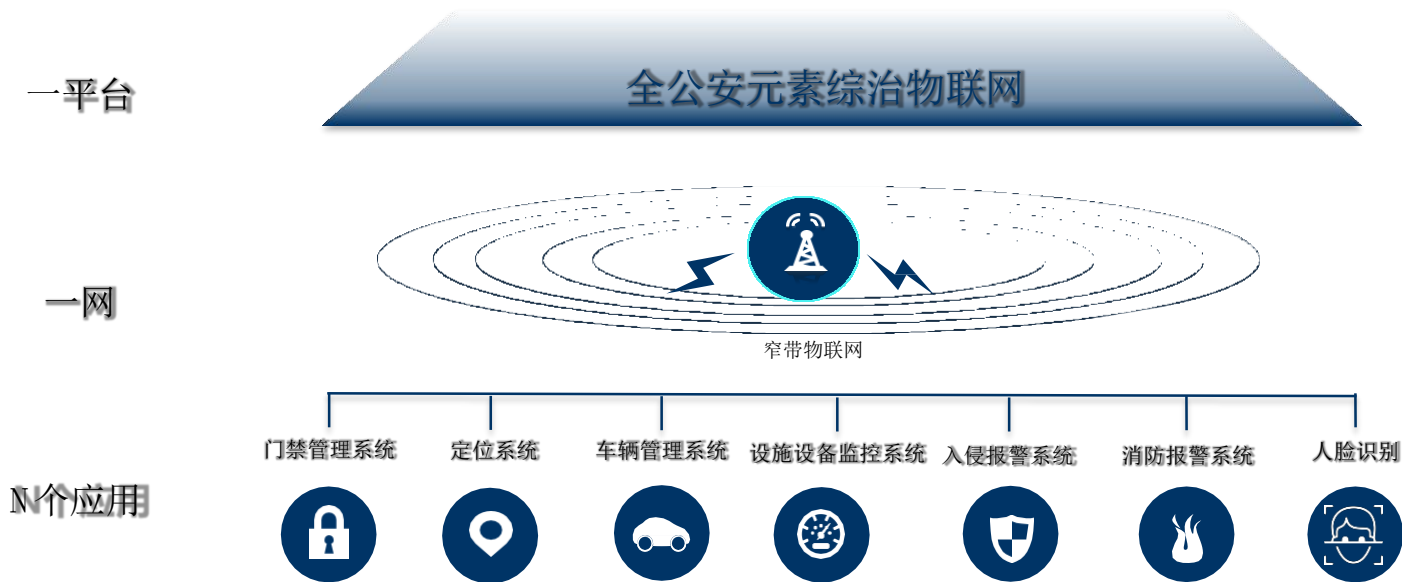 一平台
全公安元素综治物联网
一网
窄带物联网
门禁管理系统
定位系统
车辆管理系统
设施设备监控系统
入侵报警系统
消防报警系统
人脸识别
N个应用